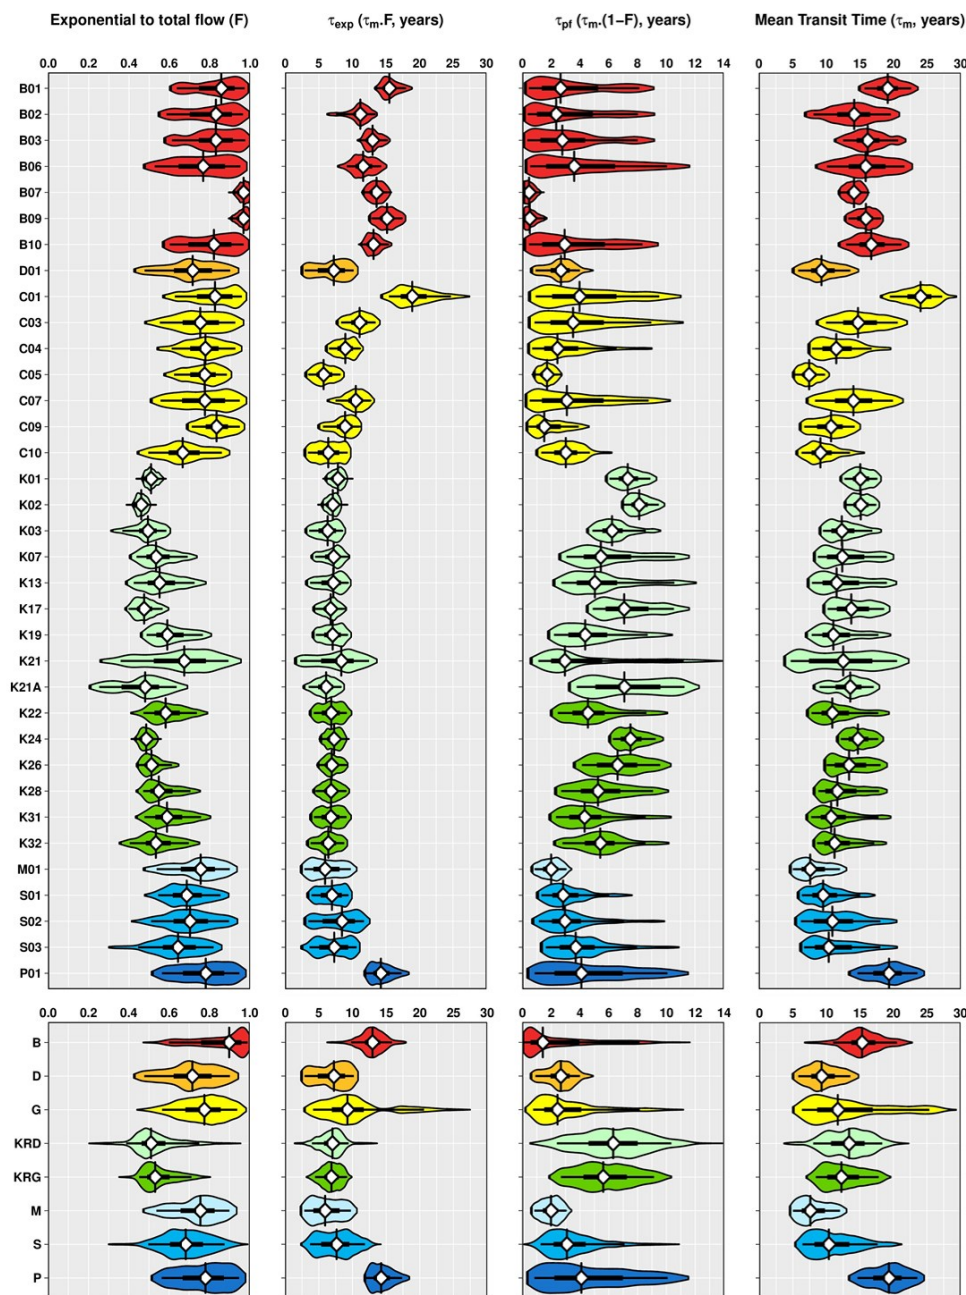 Exponential to total flow (F) τexp (τm.F, years) τpf (τm.(1−F), years) Mean Transit Time (τm, years)
0.0 0.2 0.4 0.6 0.8 1.0 0 5 10 15 20 25 30 0 2 4 6 8 10 12 14 0 5 10 15 20 25 30
B01
B02
B03
B06
B07
B09
B10
D01
C01
C03
C04
C05
C07
C09
C10
K01
K02
K03
K07
K13
K17
K19
K21
K21A
K22
K24
K26
K28
K31
K32
M01
S01
S02
S03
P01
0.0 0.2 0.4 0.6 0.8 1.0 0 5 10 15 20 25 30 0 2 4 6 8 10 12 14 0 5 10 15 20 25 30
B
D
G
KRD
KRG
M
S
P